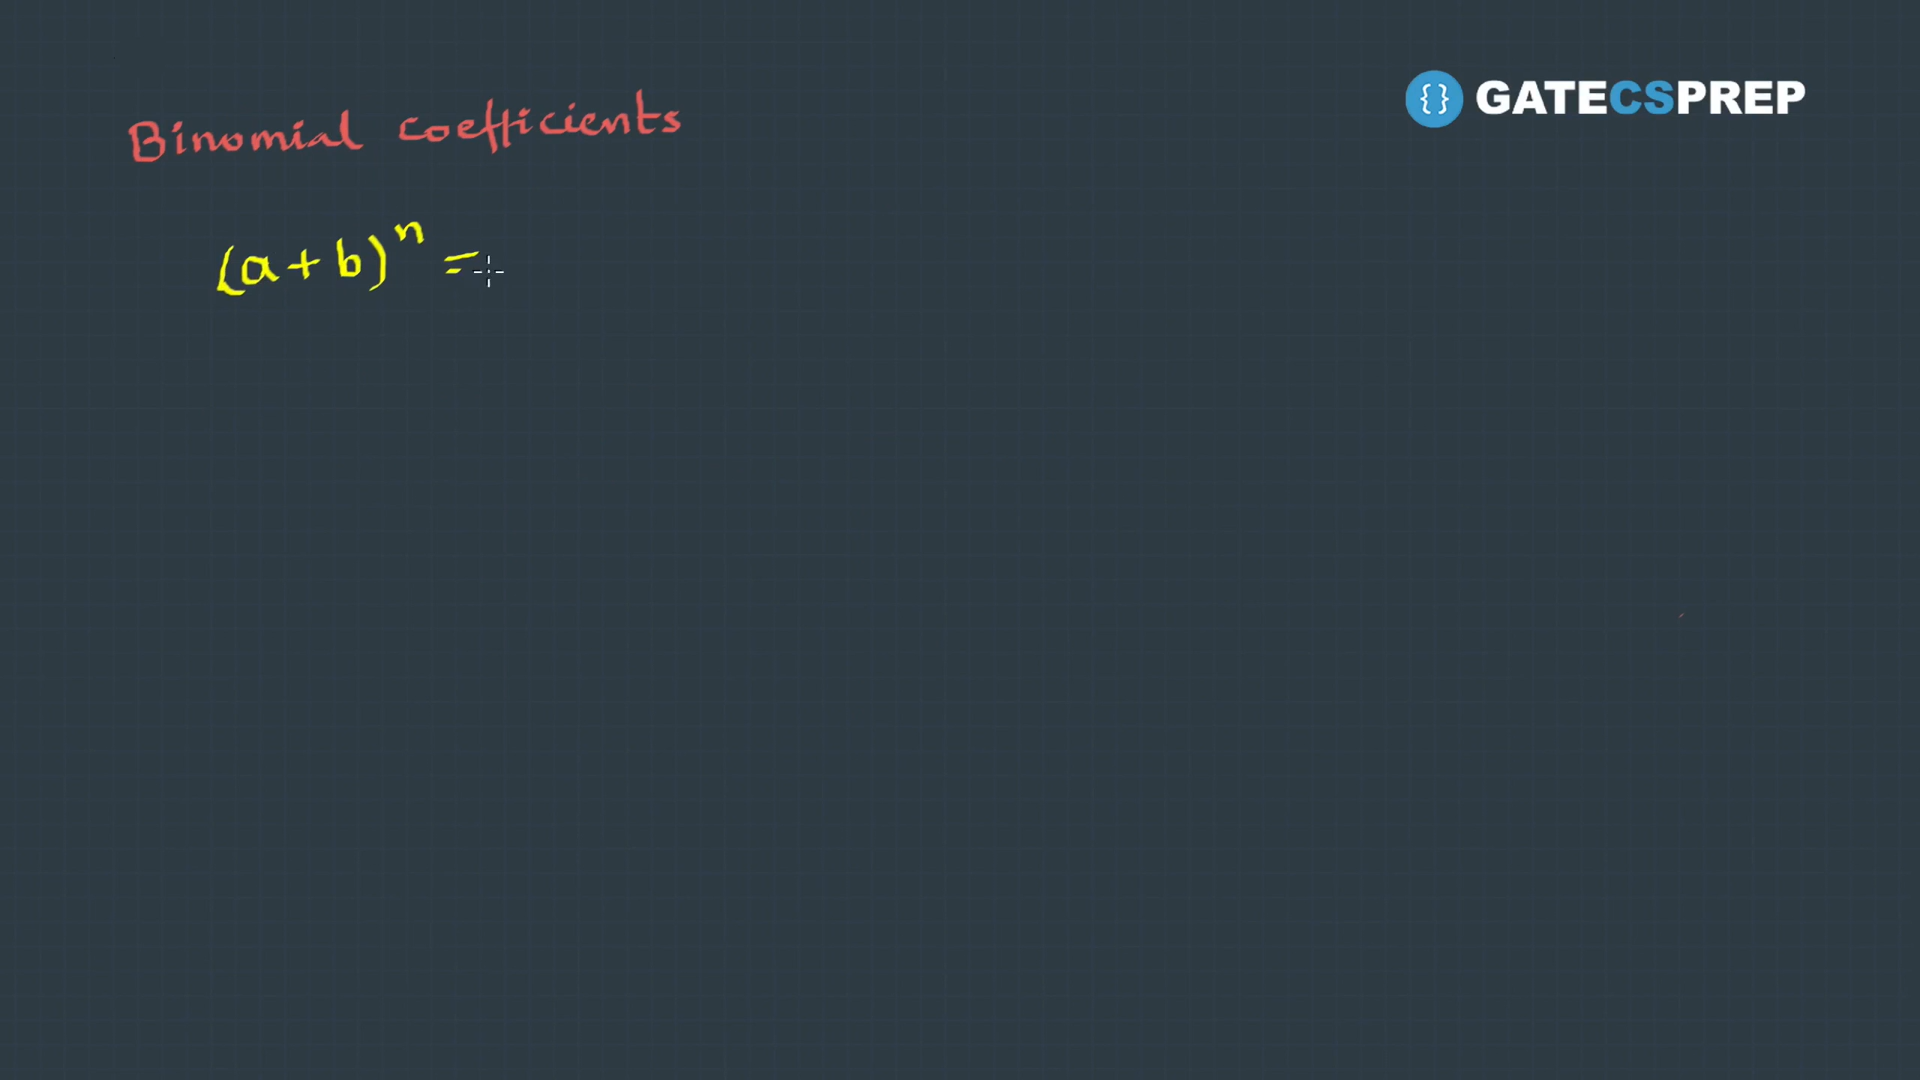 Binomial coefficients
{} GATECSPREP
(a+b)^n =